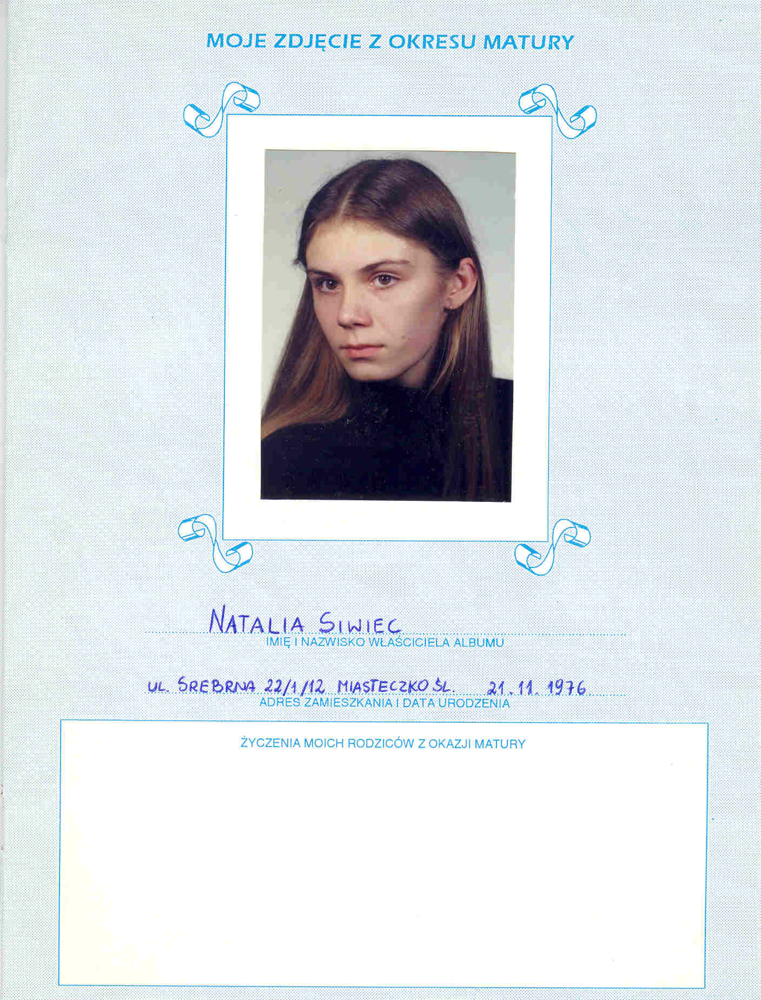 MOJE ZDJĘCIE Z OKRESU MATURY
NATALIA SIWIEC
IMIĘ I NAZWISKO WŁAŚCICIELA ALBUMU
UL. SREBRNA 22/1/12 MIASTECZKO ŚL. 21.11.1976
ADRES ZAMIESZKANIA I DATA URODZENIA
ŻYCZENIA MOICH RODZICÓW Z OKAZJI MATURY